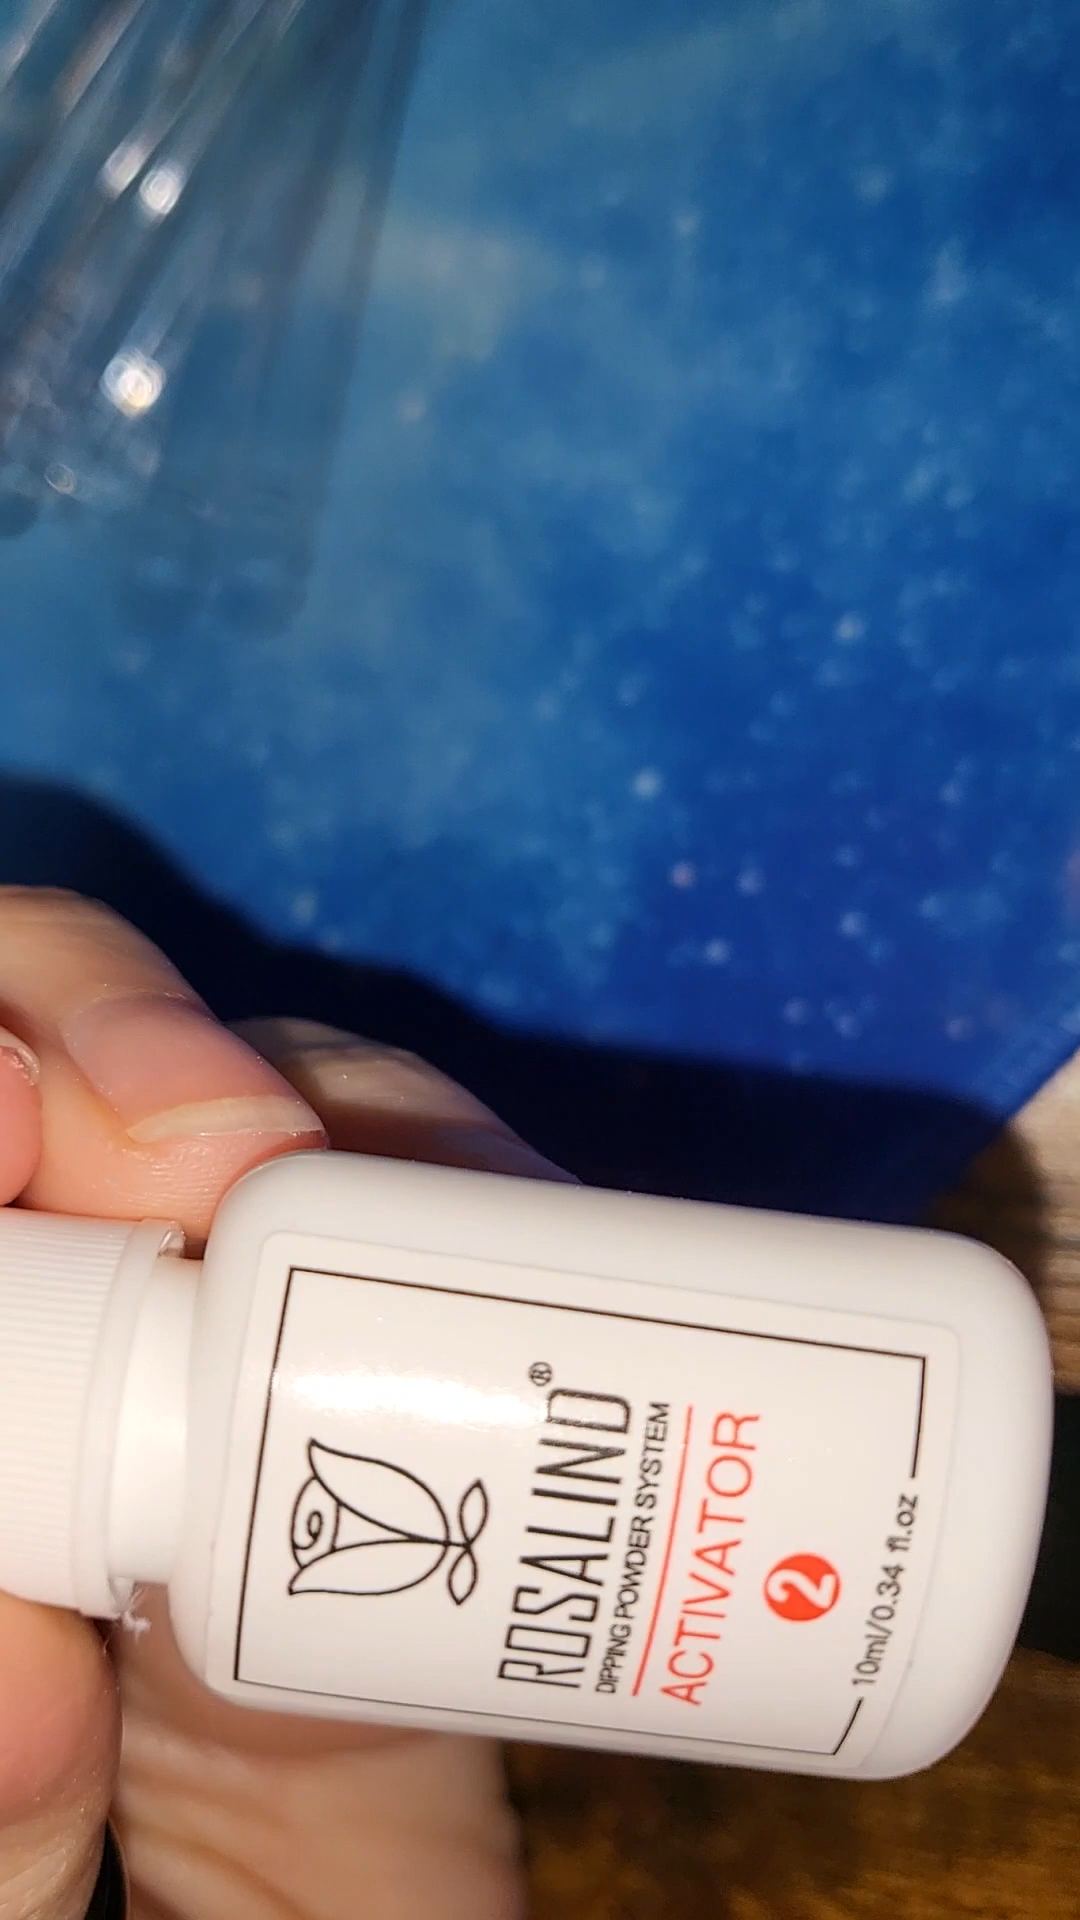 ROSALIND®
DIPPING POWDER SYSTEM
ACTIVATOR
2
10ml/0.34 fl.oz